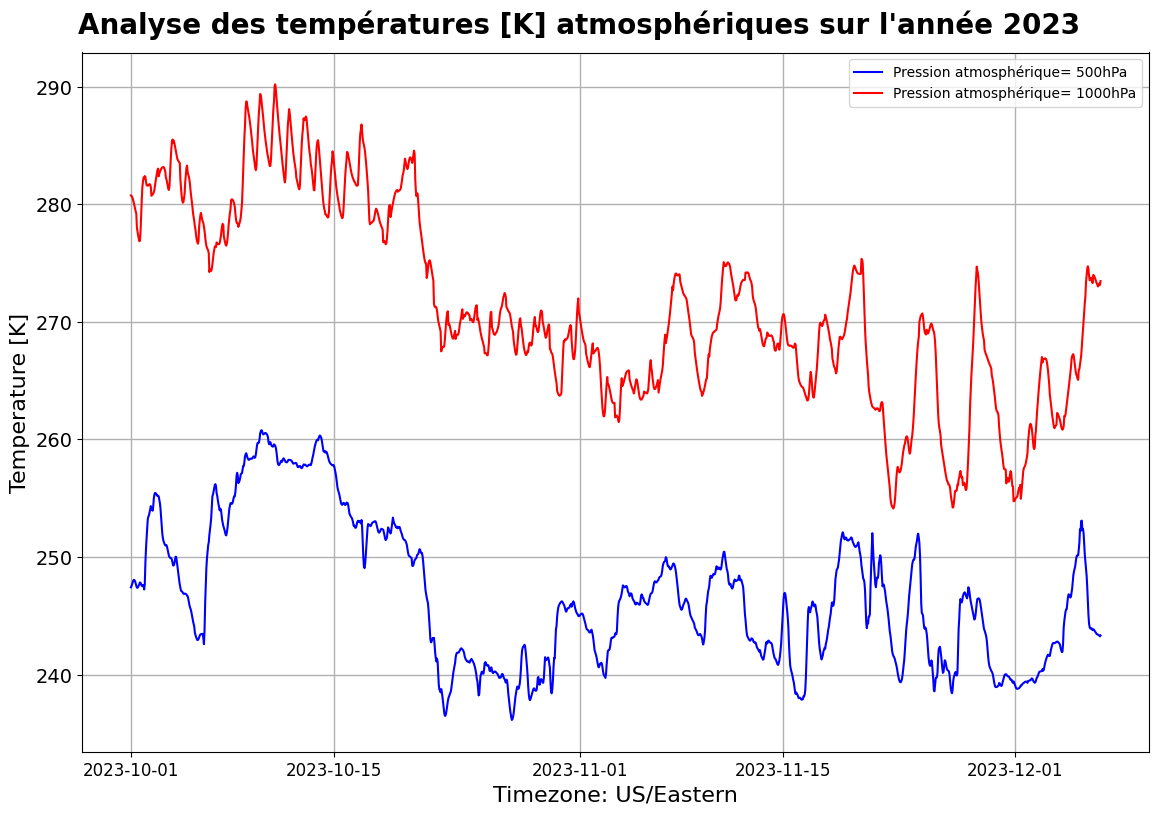 Analyse des températures [K] atmosphériques sur l'année 2023
Pression atmosphérique= 500hPa
Pression atmosphérique= 1000hPa
Temperature [K]
290
280
270
260
250
240
2023-10-01
2023-10-15
2023-11-01
2023-11-15
2023-12-01
Timezone: US/Eastern